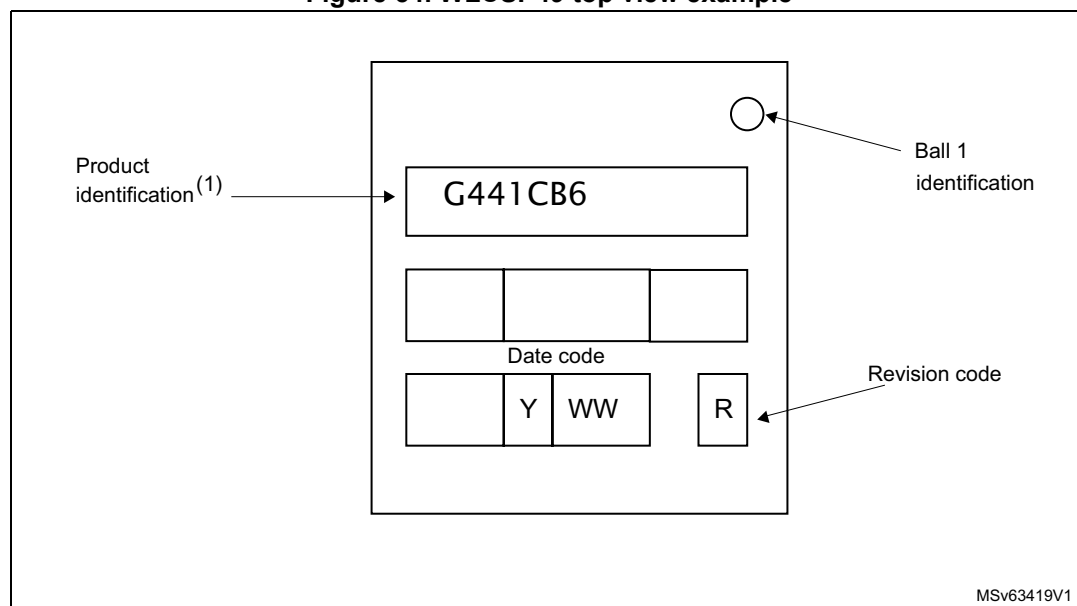 Ball 1
identification
Product
identification(1)
G441CB6
Date code
Revision code
Y WW R
MSv63419V1